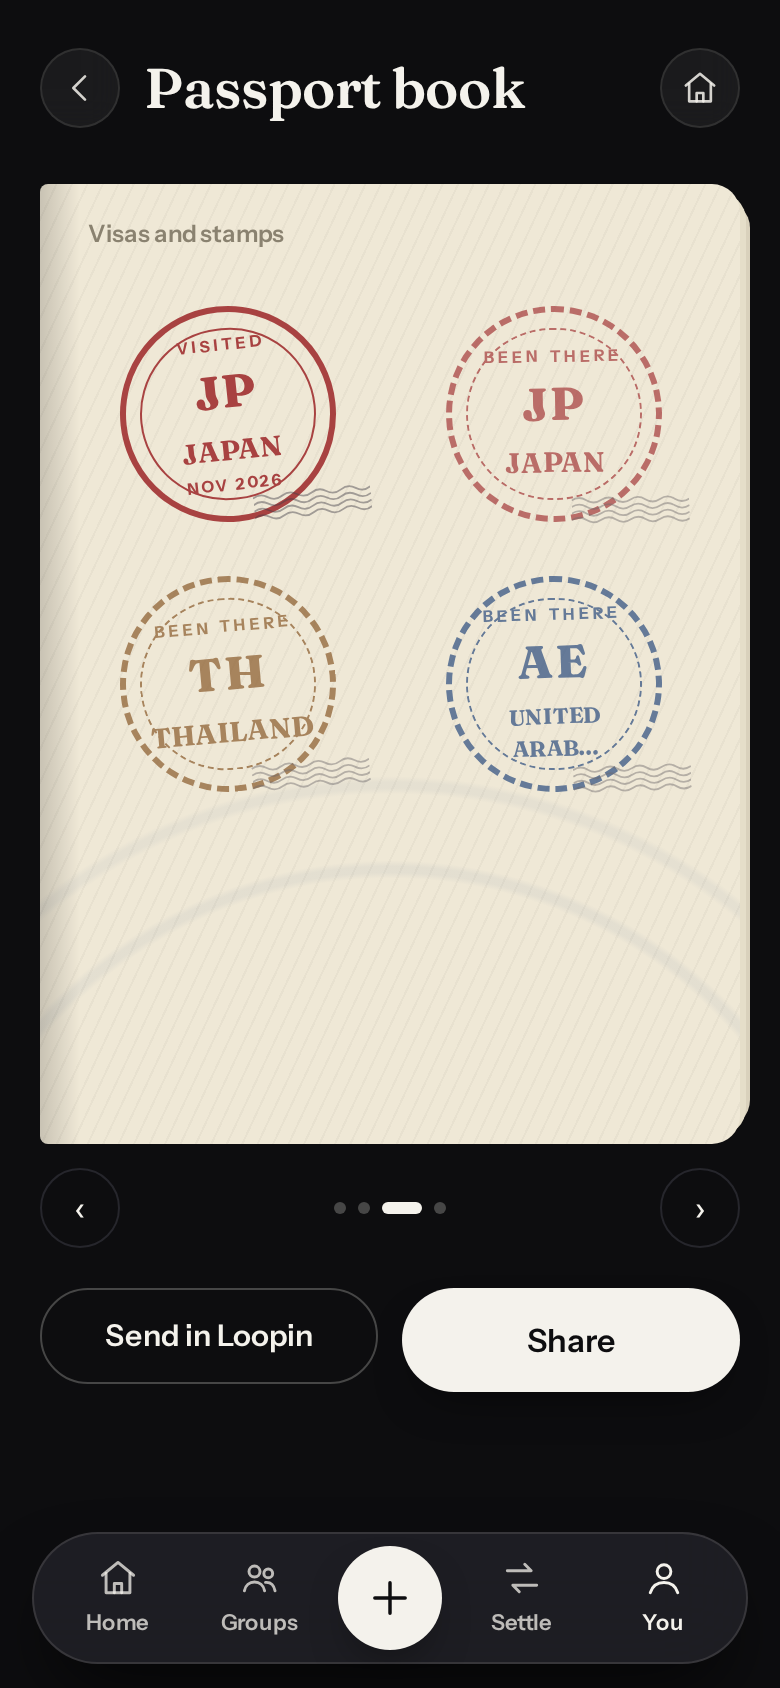 Passport book
Visas and stamps
VISITED
JP
JAPAN
NOV 2026
BEEN THERE
JP
JAPAN
BEEN THERE
TH
THAILAND
BEEN THERE
AE
UNITED
ARAB...
Send in Loopin
Share
Home
Groups
Settle
You